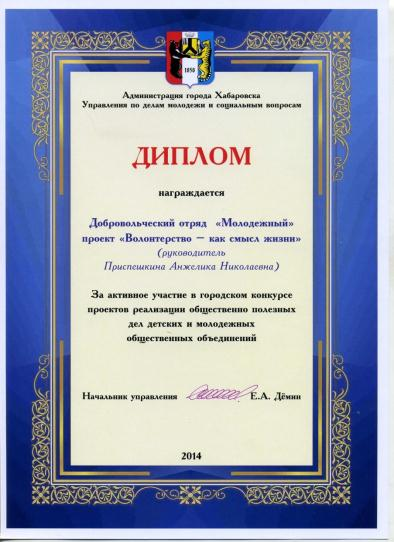 1858
Администрация города Хабаровска
Управления по делам молодежи и социальным вопросам
ДИПЛОМ
награждается
Добровольческий отряд «Молодежный»
проект «Волонтерство – как смысл жизни»
(руководитель
Приспешкина Анжелика Николаевна)
За активное участие в городском конкурсе
проектов реализации общественно полезных
дел детских и молодежных
общественных объединений
Начальник управления Е.А. Дёмин
2014